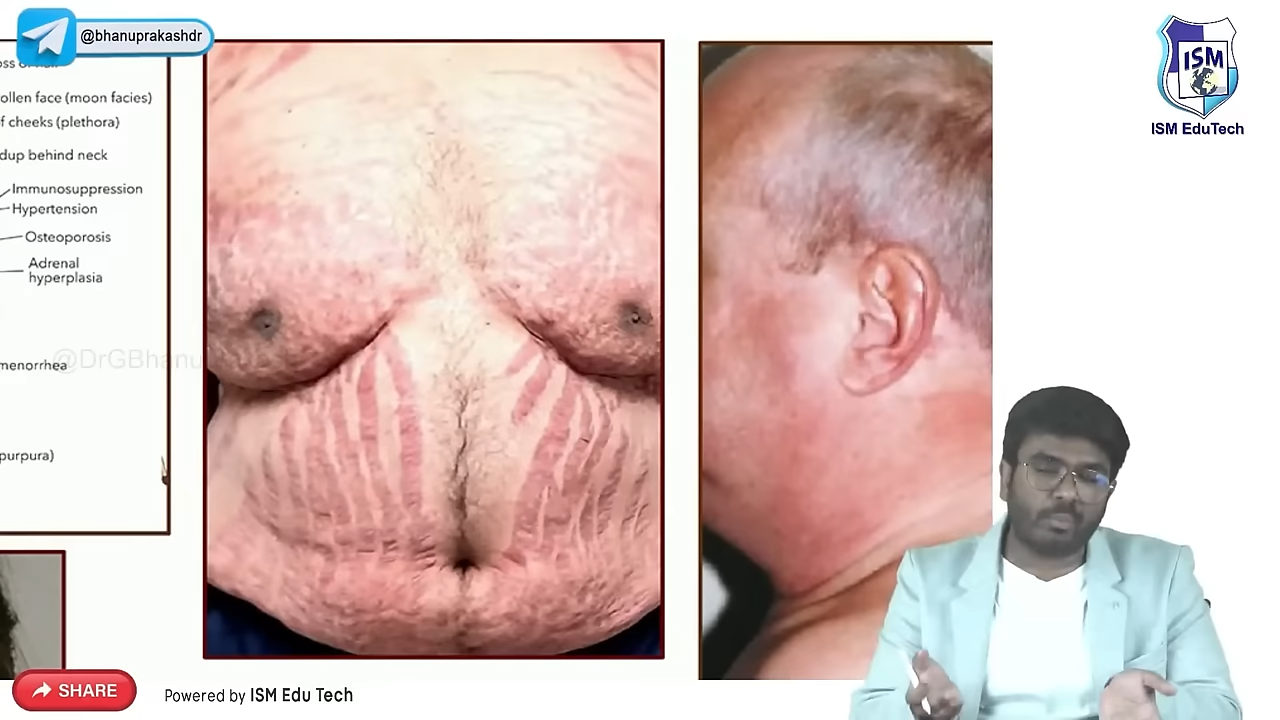 @bhanuprakashdr
ollen face (moon facies)
of cheeks (plethora)
dup behind neck
Immunosuppression
Hypertension
Osteoporosis
Adrenal
hyperplasia
@DrGBhanu
menorrhea
purpura)
SHARE
Powered by ISM Edu Tech
ISM
ISM EduTech